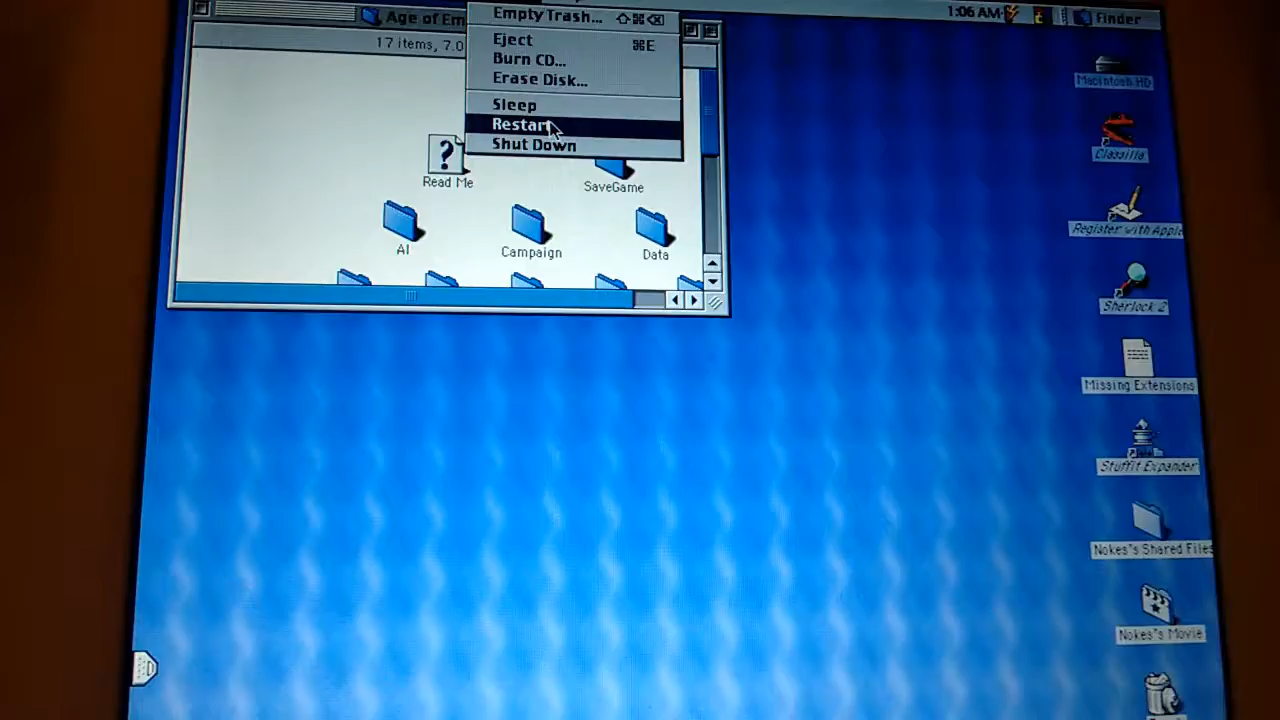 Age of Em
17 items, 7.0
Empty Trash... ⇧⌘⌫
Eject ⌘E
Burn CD...
Erase Disk...
Sleep
Restart
Shut Down
1:06 AM
Finder
Read Me
SaveGame
AI
Campaign
Data
Macintosh HD
Classilla
Register with Apple
Sherlock 2
Missing Extensions
StuffIt Expander
Nokes's Shared Files
Nokes's Movie